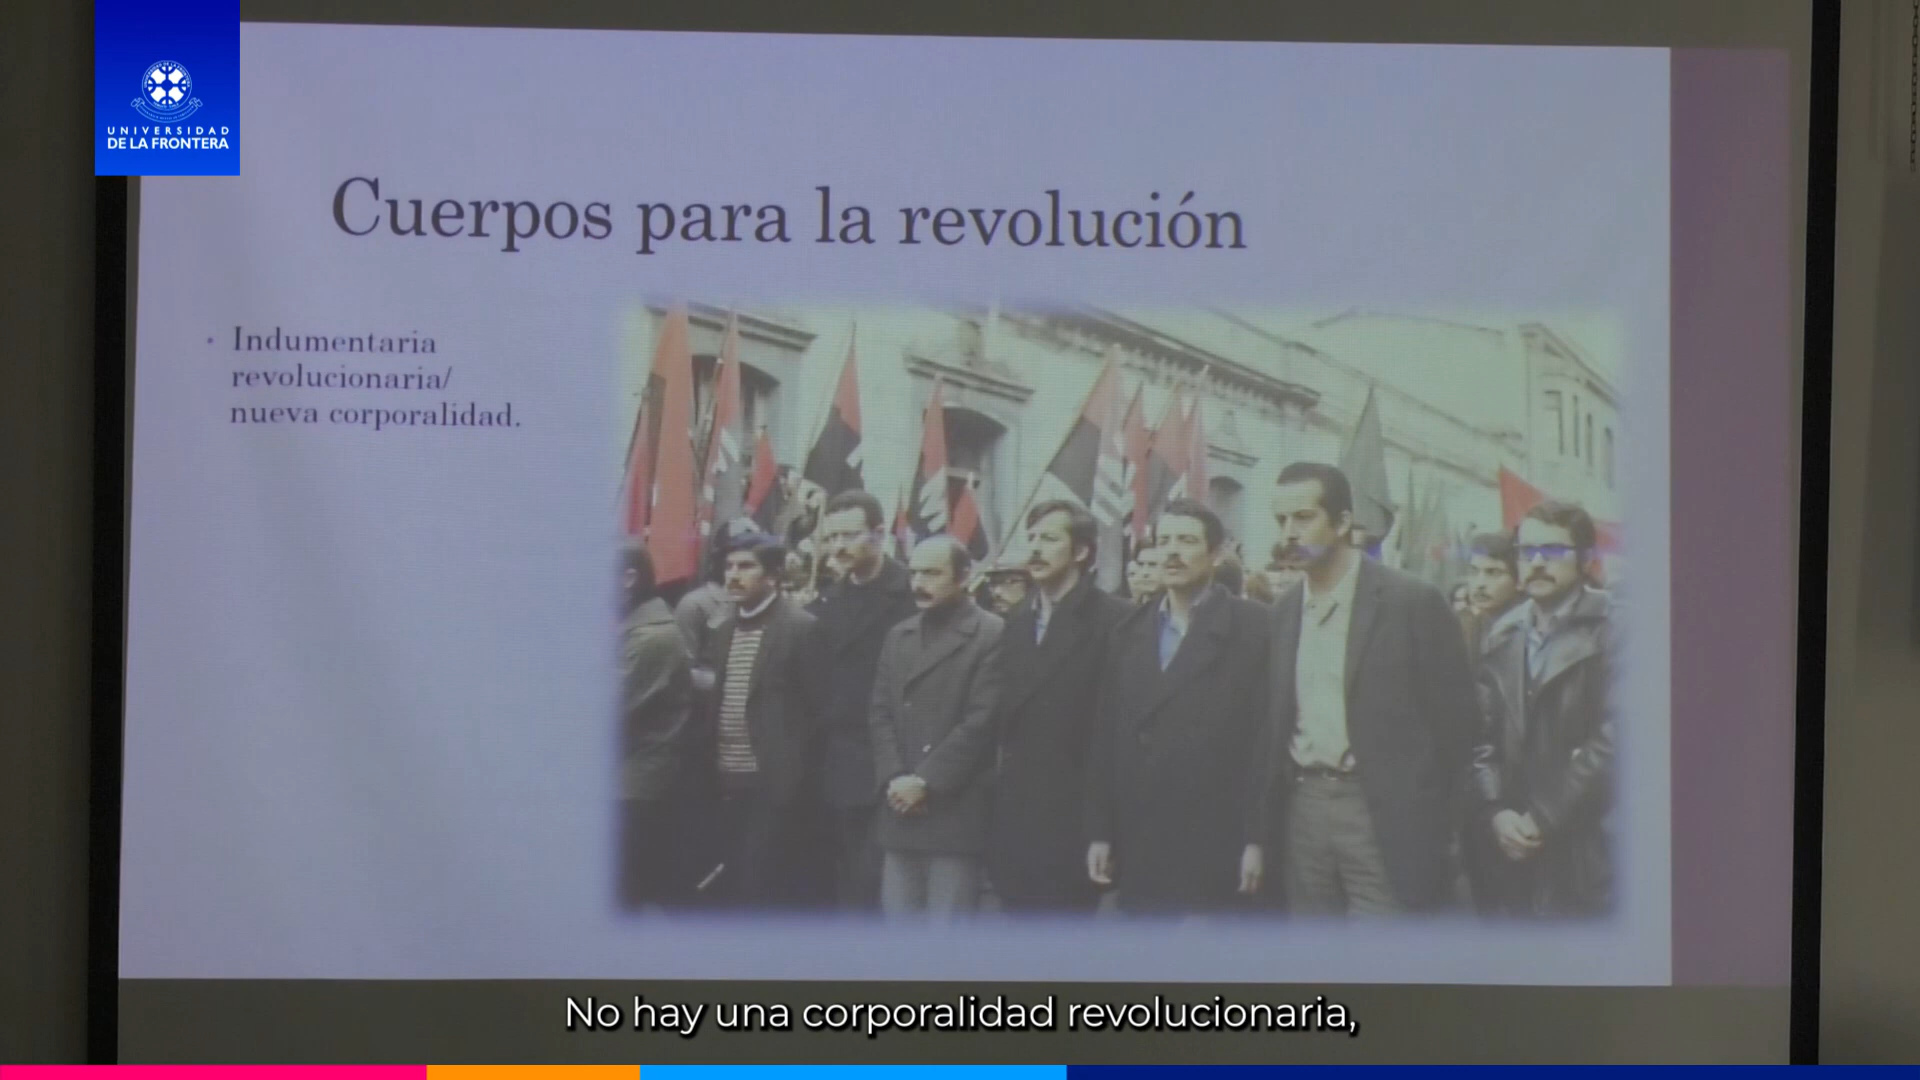 UNIVERSIDAD
DE LA FRONTERA
Cuerpos para la revolución
• Indumentaria
revolucionaria/
nueva corporalidad.
No hay una corporalidad revolucionaria,